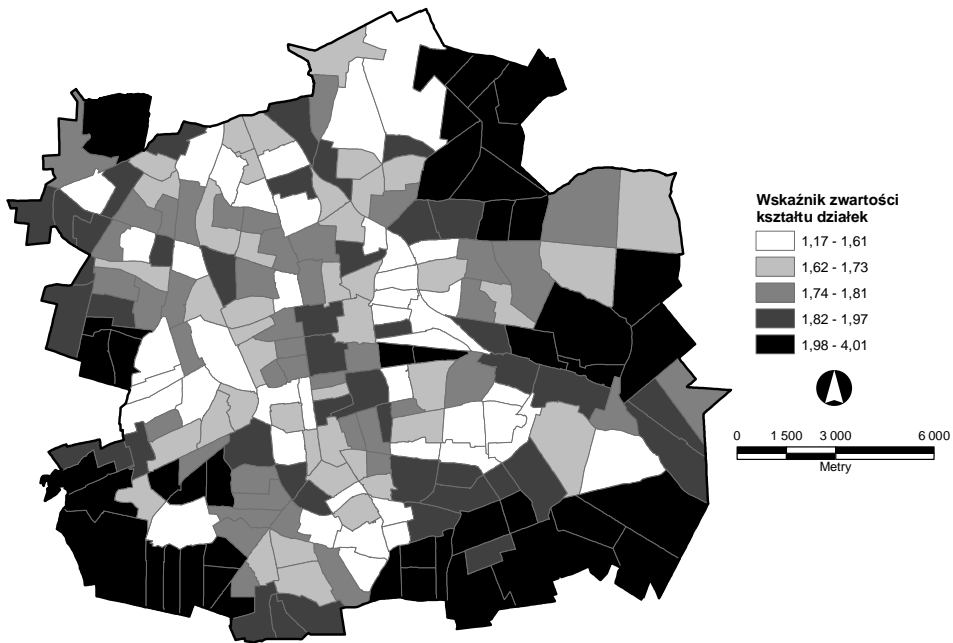 Wskaźnik zwartości
kształtu działek
1,17 - 1,61
1,62 - 1,73
1,74 - 1,81
1,82 - 1,97
1,98 - 4,01
0 1 500 3 000 6 000
Metry